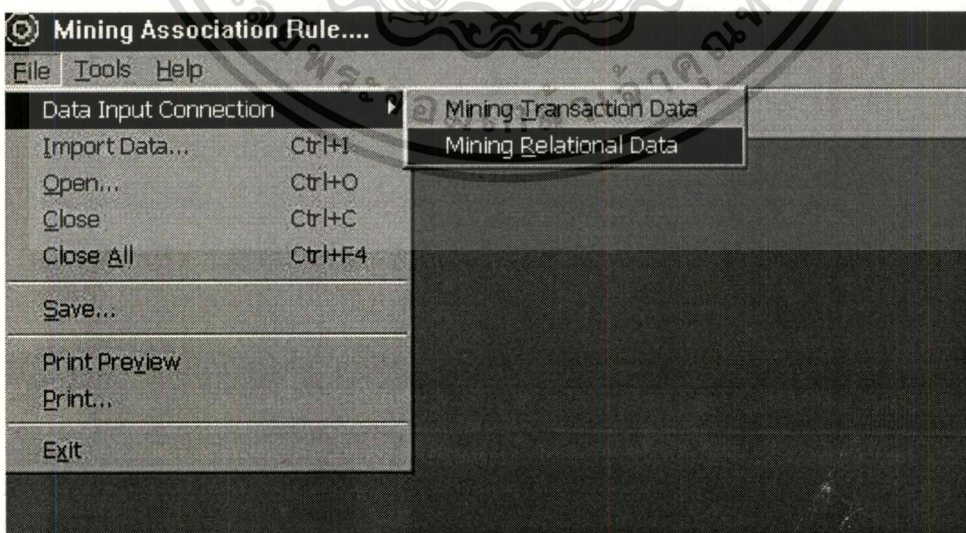 Mining Association Rule....
File Tools Help
Data Input Connection
Mining Transaction Data
Mining Relational Data
Import Data... Ctrl+I
Open... Ctrl+O
Close Ctrl+C
Close All Ctrl+F4
Save...
Print Preview
Print...
Exit